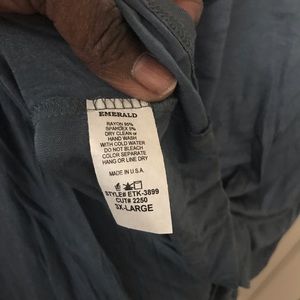 EMERALD
RAYON 95%
SPANDEX 5%
DRY CLEAN or
HAND WASH
WITH COLD WATER
DO NOT BLEACH
COLOR SEPARATE
HANG OR LINE DRY
MADE IN U.S.A.
STYLE# ETK-3899
CUT# 2250
3X-LARGE